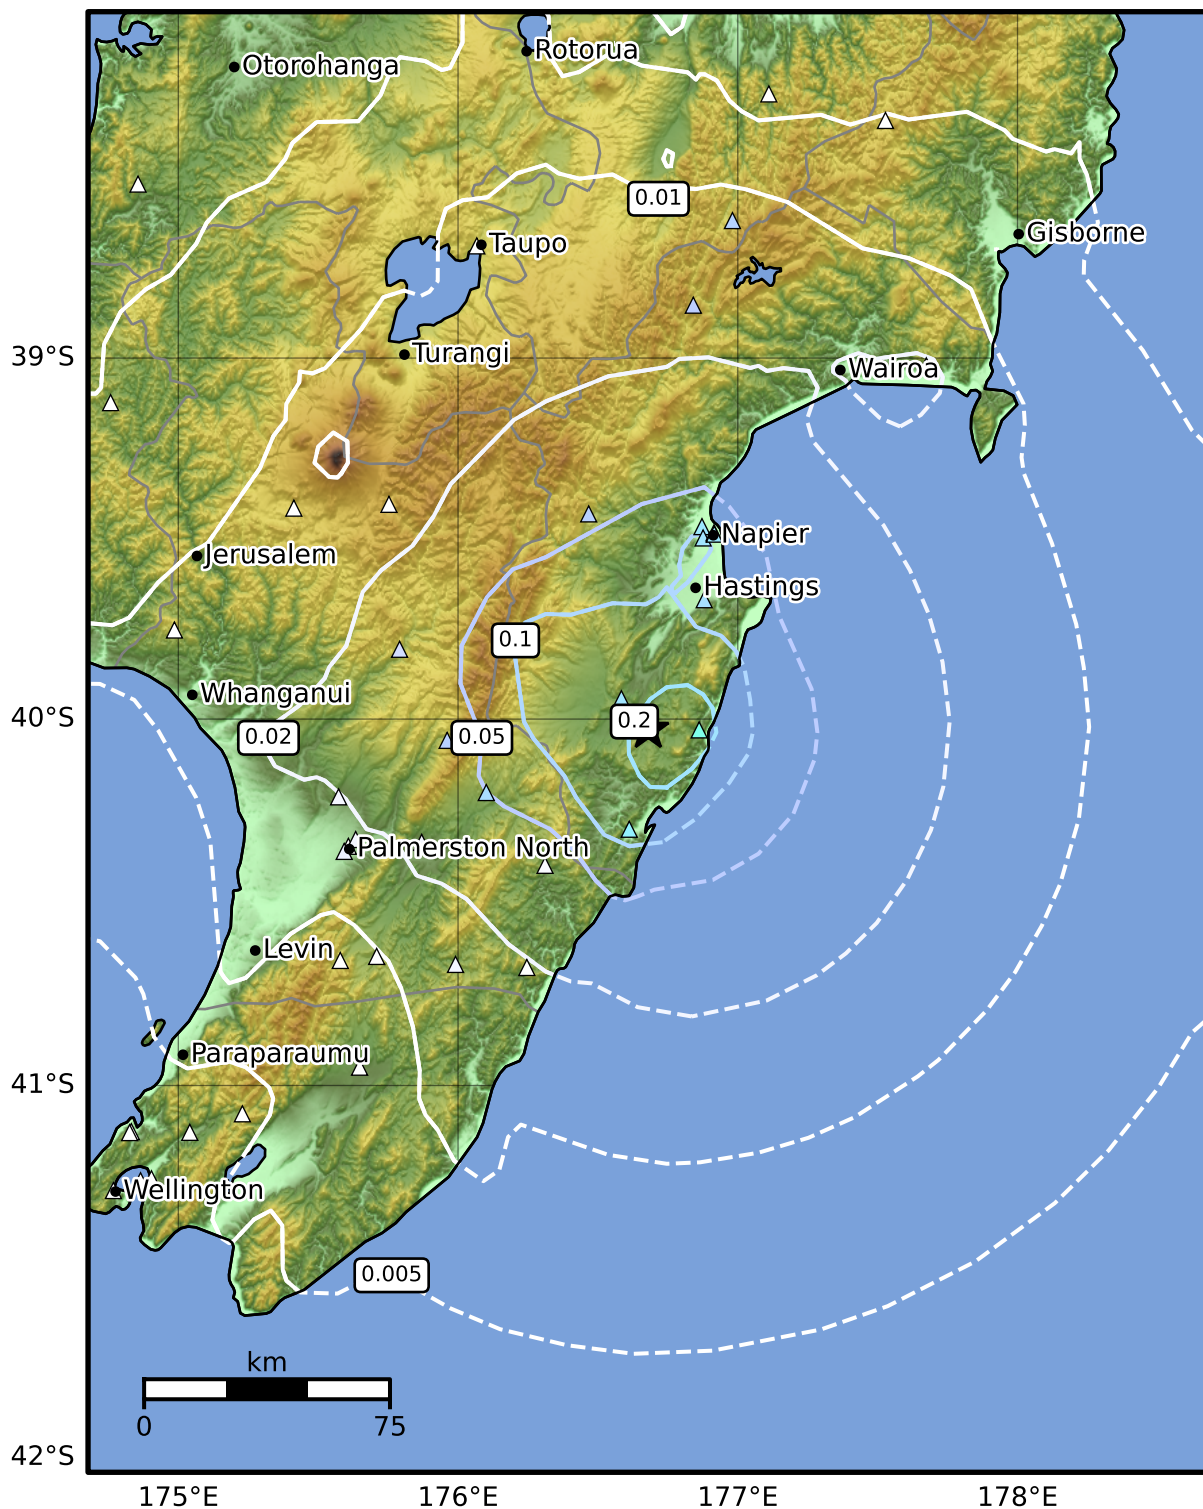 Rotorua
Otorohanga
0.01
Gisborne
Taupo
39°S
Turangi
Wairoa
Napier
Jerusalem
Hastings
0.1
Whanganui
40°S
0.2
0.02
0.05
Palmerston North
Levin
Paraparaumu
41°S
Wellington
0.005
km
0
75
42°S
175°E
176°E
177°E
178°E